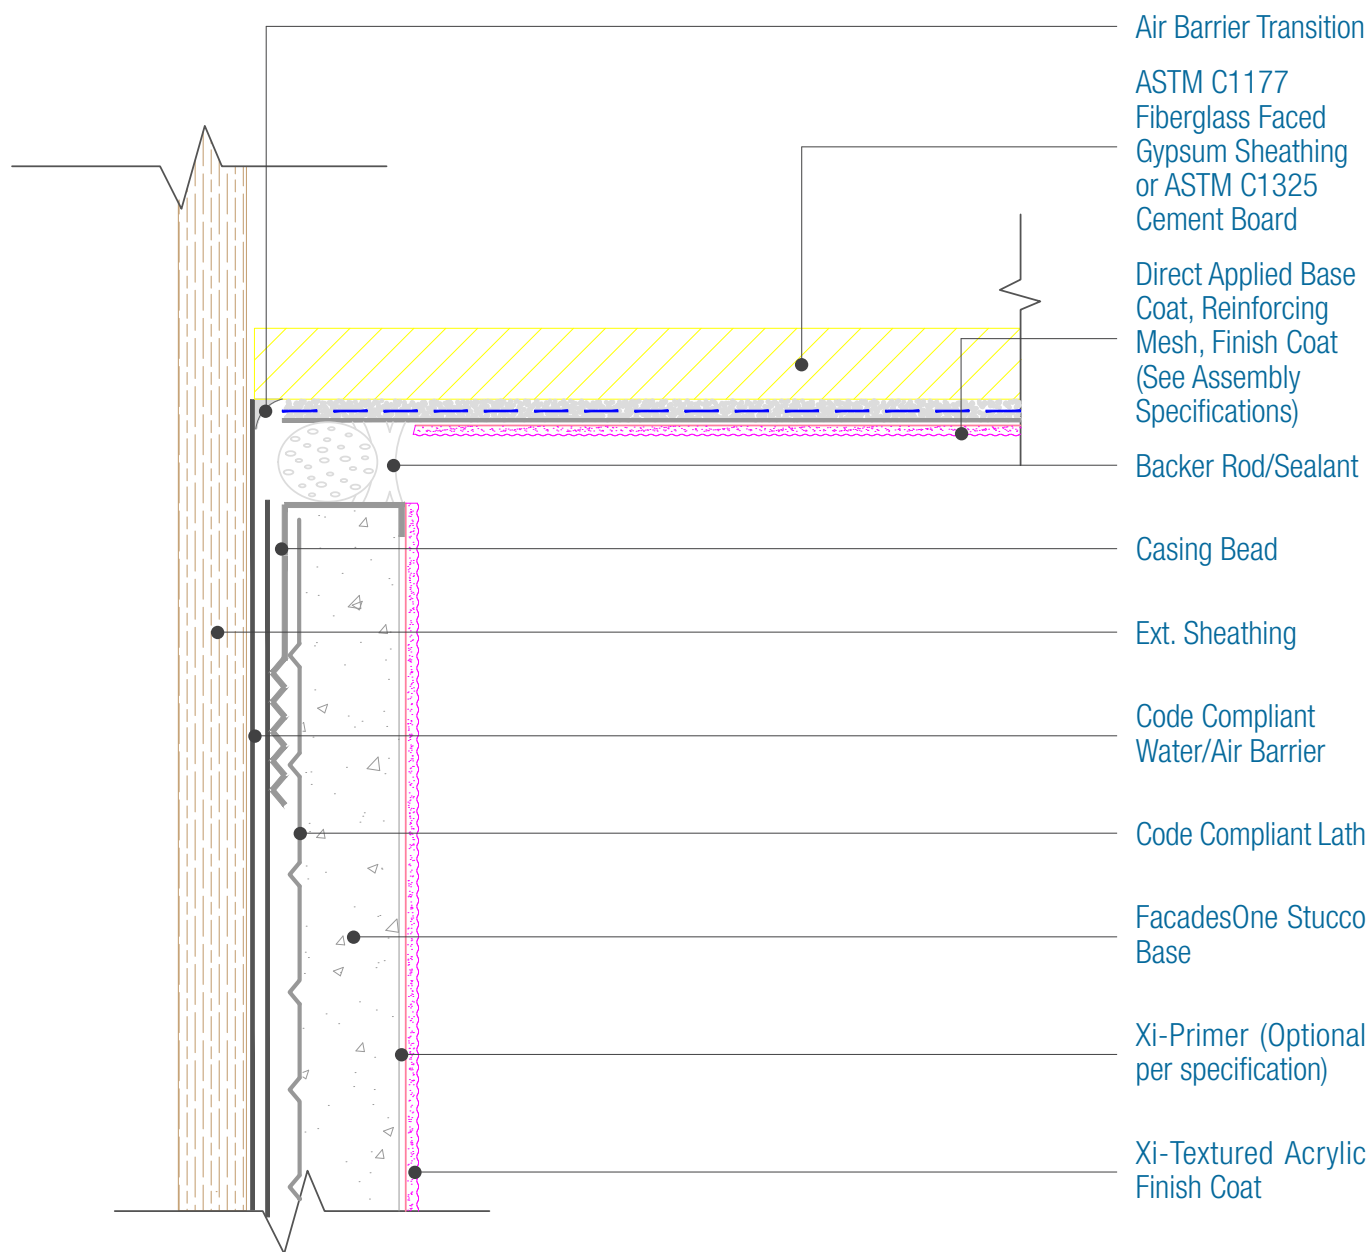 Air Barrier Transition
ASTM C1177
Fiberglass Faced
Gypsum Sheathing
or ASTM C1325
Cement Board
Direct Applied Base
Coat, Reinforcing
Mesh, Finish Coat
(See Assembly
Specifications)
Backer Rod/Sealant
Casing Bead
Ext. Sheathing
Code Compliant
Water/Air Barrier
Code Compliant Lath
FacadesOne Stucco
Base
Xi-Primer (Optional
per specification)
Xi-Textured Acrylic
Finish Coat